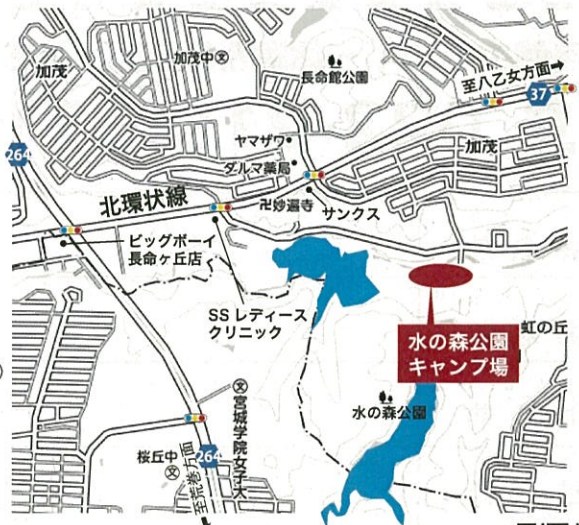 加茂中
加茂
長命館公園
至八乙女方面
37
ヤマザワ
ダルマ薬局
加茂
264
北環状線
卍妙遍寺
サンクス
ビッグボーイ
長命ヶ丘店
SS レディース
クリニック
水の森公園
キャンプ場
虹の丘
水の森公園
宮城学院女子大
桜丘中
264
至荒巻方面